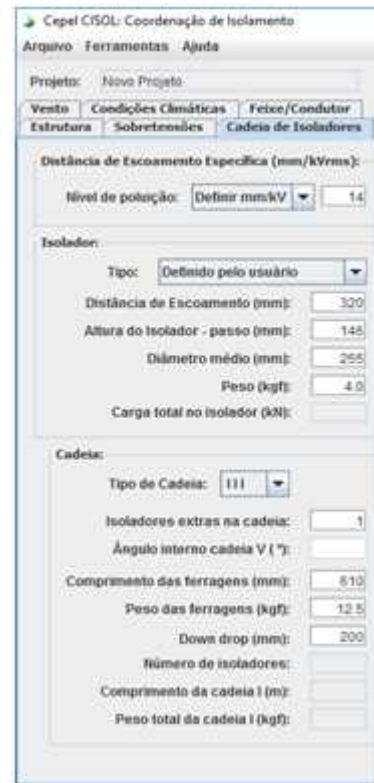 Cepel CISOL: Coordenação de Isolamento
Arquivo Ferramentas Ajuda
Projeto: Novo Projeto
Vento Condições Climáticas Feixe/Condutor
Estrutura Sobretensões Cadeia de Isoladores
Distância de Escoamento Específica (mm/kVrms):
Nível de poluição: Definir mm/kV 14
Isolador:
Tipo: Definido pelo usuário
Distância de Escoamento (mm): 320
Altura do Isolador - passo (mm): 146
Diâmetro médio (mm): 255
Peso (kgf): 4.0
Carga total no isolador (kN):
Cadeia:
Tipo de Cadeia: III
Isoladores extras na cadeia: 1
Ângulo interno cadeia V (°):
Comprimento das ferragens (mm): 610
Peso das ferragens (kgf): 12.5
Down drop (mm): 200
Número de isoladores:
Comprimento da cadeia I (m):
Peso total da cadeia I (kgf):